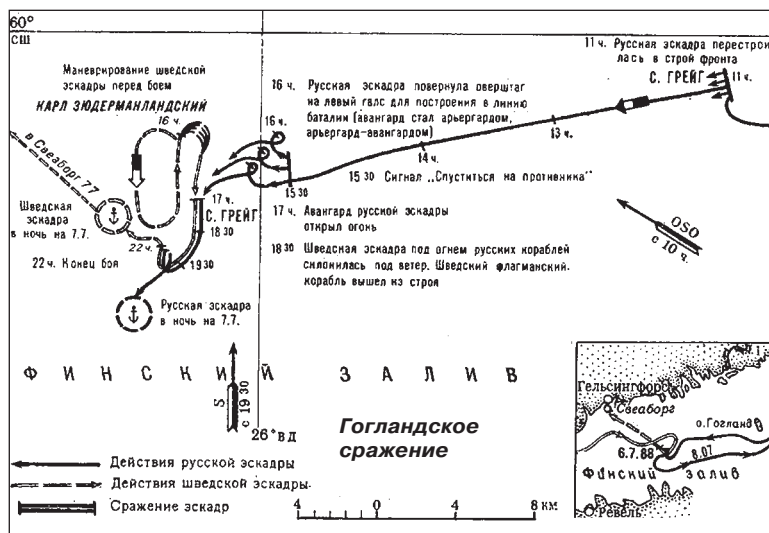 60°
СШ
11 ч. Русская эскадра перестрои
лась в строй фронта
С. ГРЕЙГ
11 ч.
Маневрирование шведской
эскадры перед боем
КАРЛ ЗЮДЕРМАНЛАНДСКИЙ
16 ч.
16 ч. Русская эскадра повернула оверштаг
на левый галс для построения в линию
баталии (авангард стал арьергардом,
арьергард-авангардом)
16 ч.
13 ч.
14 ч.
15 30
15 30 Сигнал „Спуститься на противника“
в Свеаборг 7.7
Шведская
эскадра
в ночь на 7.7.
17 ч.
С. ГРЕЙГ
18 30
17 ч. Авангард русской эскадры
открыл огонь
OSO
с 10 ч.
22 ч.
22 ч. Конец боя
19 30
18 30 Шведская эскадра под огнем русских кораблей
склонилась под ветер. Шведский флагманский
корабль вышел из строя
Русская эскадра
в ночь на 7.7.
ФИНСКИЙ ЗАЛИВ
S
с 19 30
26° ВД
Гогландское
сражение
Гельсингфорс
Свеаборг
о.Гогланд
6.7.88
8.07
Финский залив
Ревель
Действия русской эскадры
Действия шведской эскадры
Сражение эскадр
4 0 4 8 км